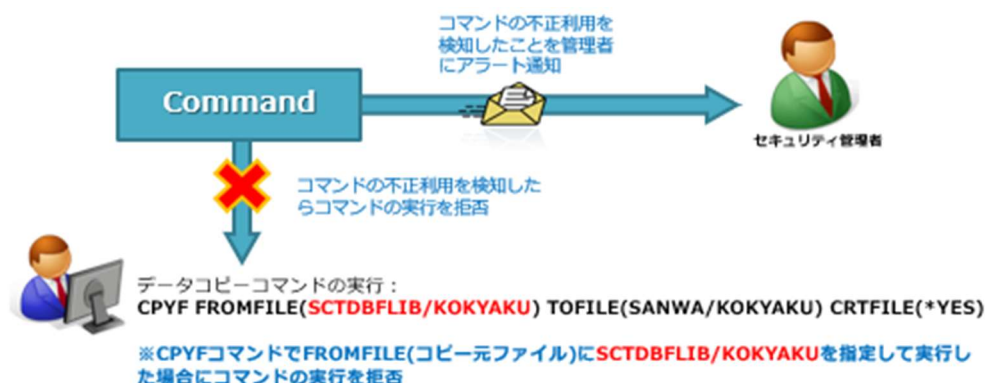 コマンドの不正利用を
検知したことを管理者
にアラート通知
Command
セキュリティ管理者
コマンドの不正利用を検知した
らコマンドの実行を拒否
データコピーコマンドの実行：
CPYF FROMFILE(SCTDBFLIB/KOKYAKU) TOFILE(SANWA/KOKYAKU) CRTFILE(*YES)
※CPYFコマンドでFROMFILE(コピー元ファイル)にSCTDBFLIB/KOKYAKUを指定して実行し
た場合にコマンドの実行を拒否